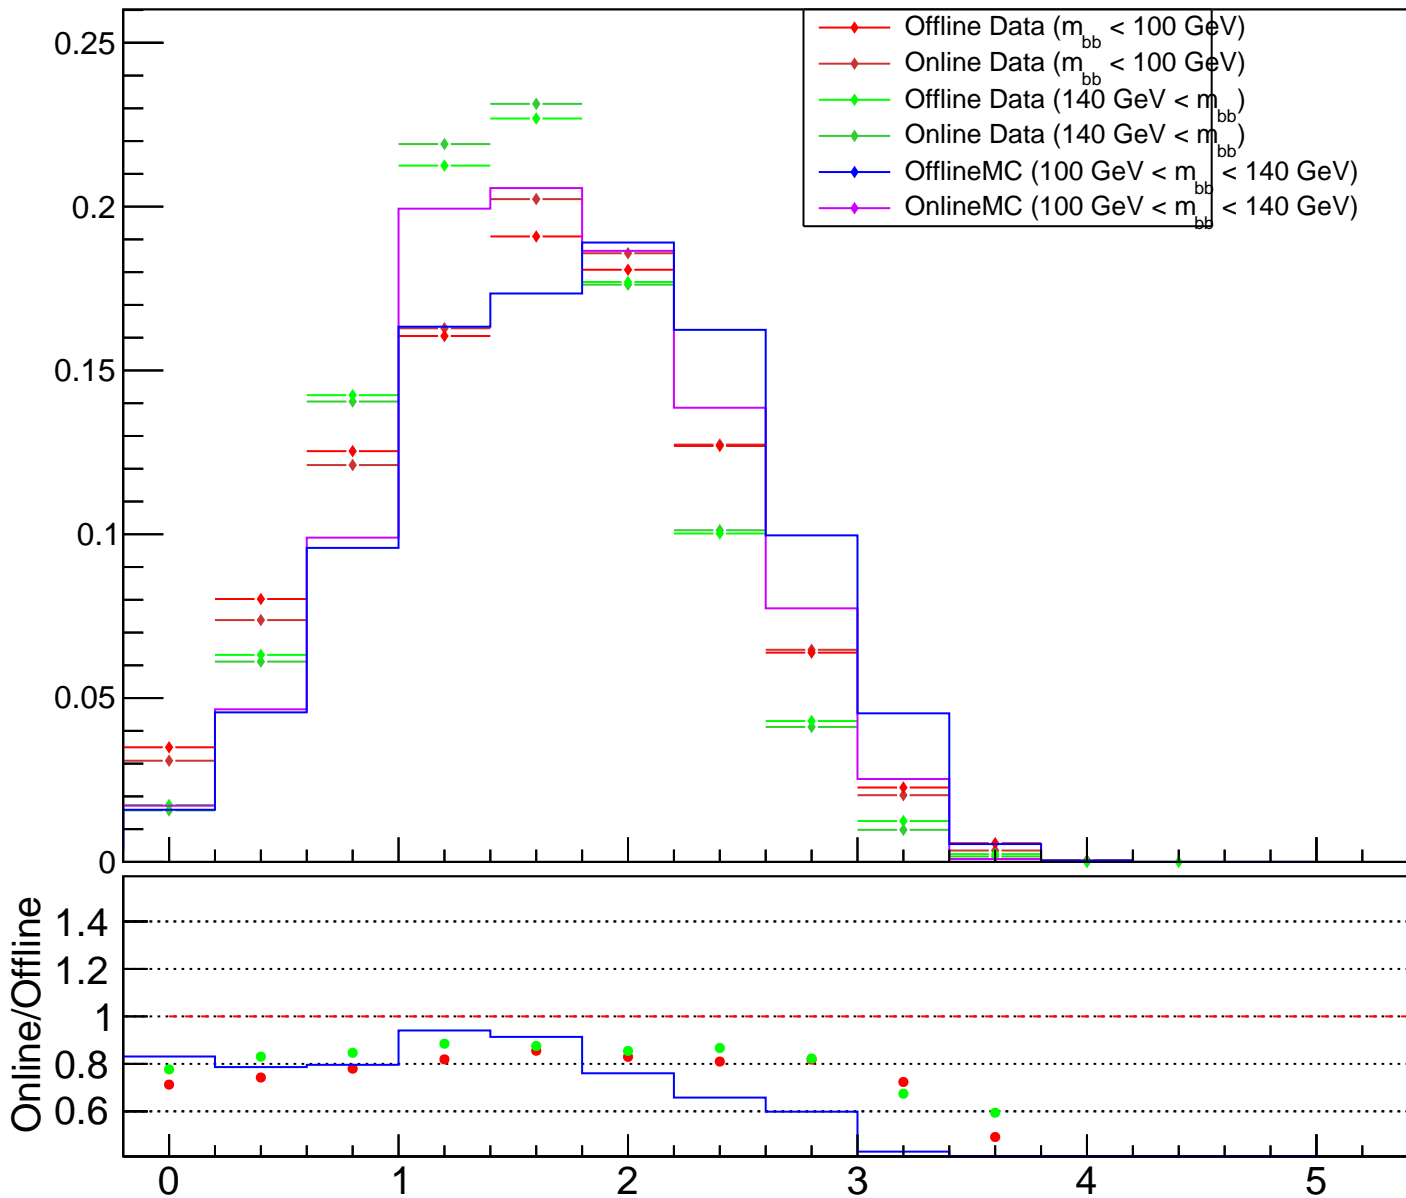 0.25
0.2
0.15
0.1
0.05
0
Offline Data (m_bb < 100 GeV)
Online Data (m_bb < 100 GeV)
Offline Data (140 GeV < m_bb)
Online Data (140 GeV < m_bb)
OfflineMC (100 GeV < m_bb < 140 GeV)
OnlineMC (100 GeV < m_bb < 140 GeV)
Online/Offline
1.4
1.2
1
0.8
0.6
0 1 2 3 4 5